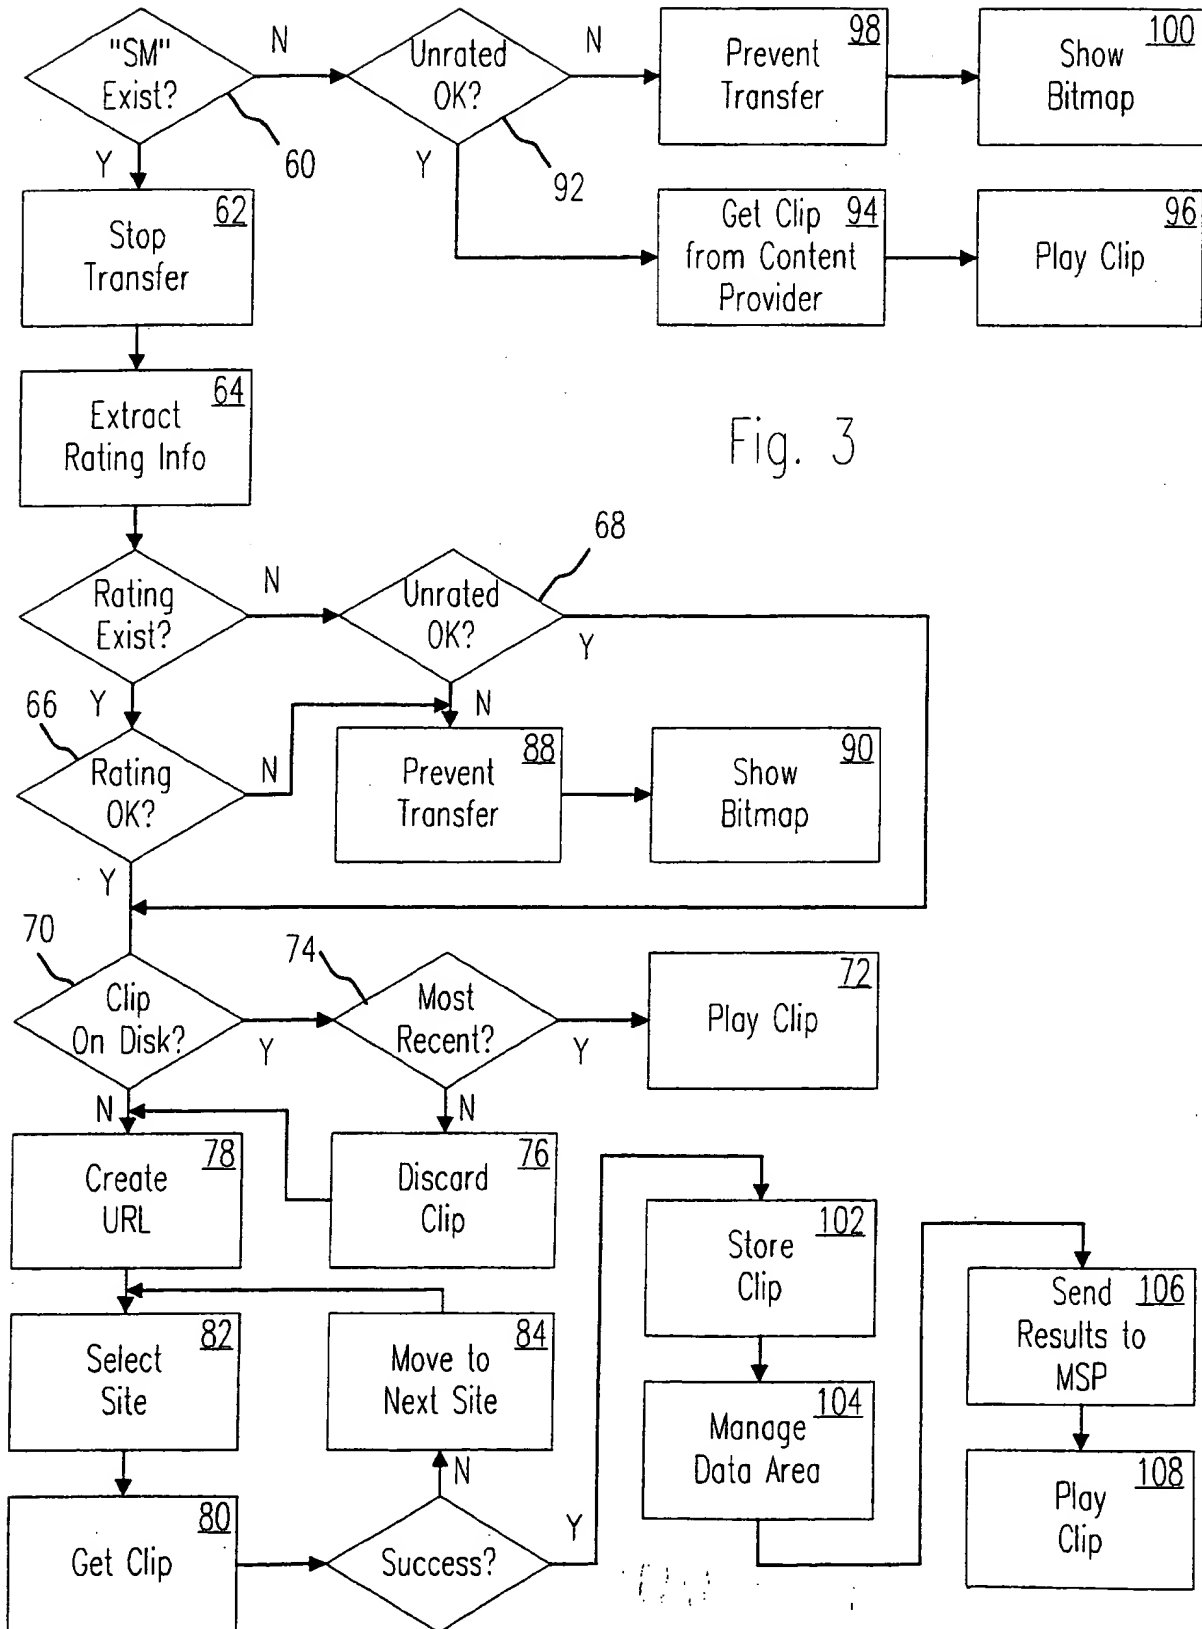 "SM"
Exist?
N
Y
60
Unrated
OK?
N
Y
92
98
Prevent
Transfer
100
Show
Bitmap
62
Stop
Transfer
Get Clip 94
from Content
Provider
96
Play Clip
64
Extract
Rating Info
Fig. 3
Rating
Exist?
N
Y
Unrated
OK?
68
Y
N
66
Rating
OK?
N
Y
88
Prevent
Transfer
90
Show
Bitmap
70
Clip
On Disk?
Y
N
74
Most
Recent?
Y
N
72
Play Clip
78
Create
URL
76
Discard
Clip
102
Store
Clip
Send 106
Results to
MSP
82
Select
Site
84
Move to
Next Site
104
Manage
Data Area
108
Play
Clip
80
Get Clip
Success?
N
Y